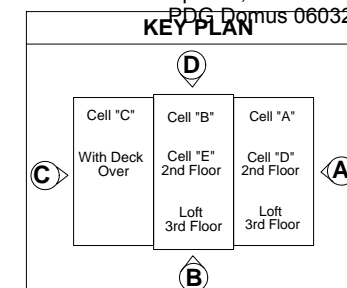 PDG Domus 06032
KEY PLAN
D
Cell "C"
Cell "B"
Cell "A"
With Deck
Over
Cell "E"
2nd Floor
Cell "D"
2nd Floor
C
A
Loft
3rd Floor
Loft
3rd Floor
B